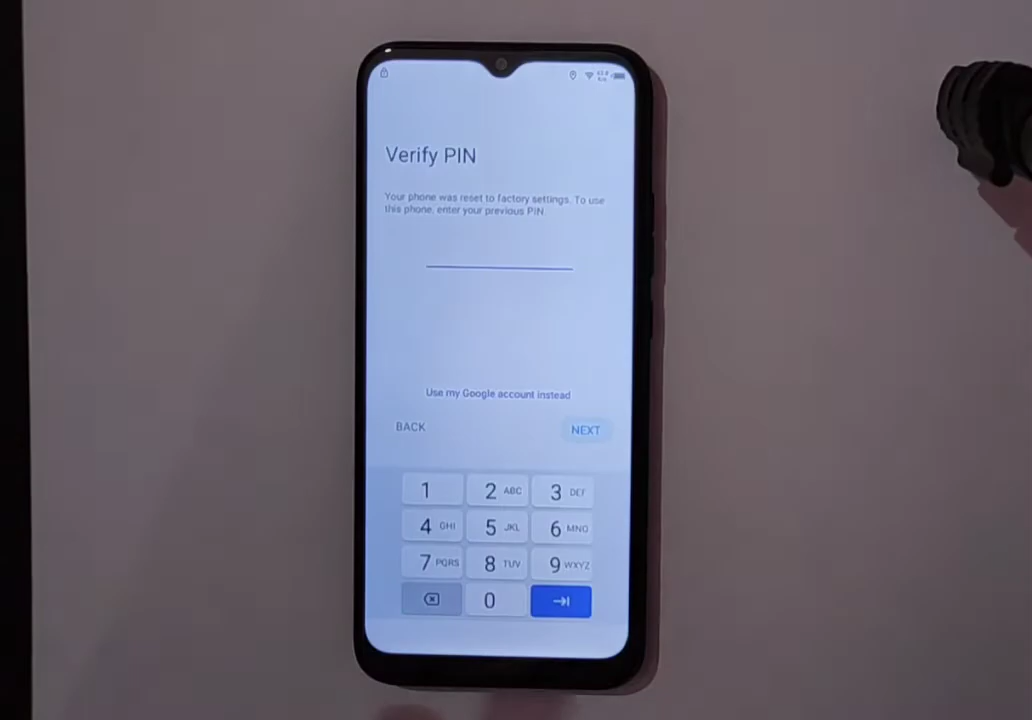 Verify PIN
Your phone was reset to factory settings. To use
this phone, enter your previous PIN.
Use my Google account instead
BACK NEXT
1 2 ABC 3 DEF
4 GHI 5 JKL 6 MNO
7 PQRS 8 TUV 9 WXYZ
0